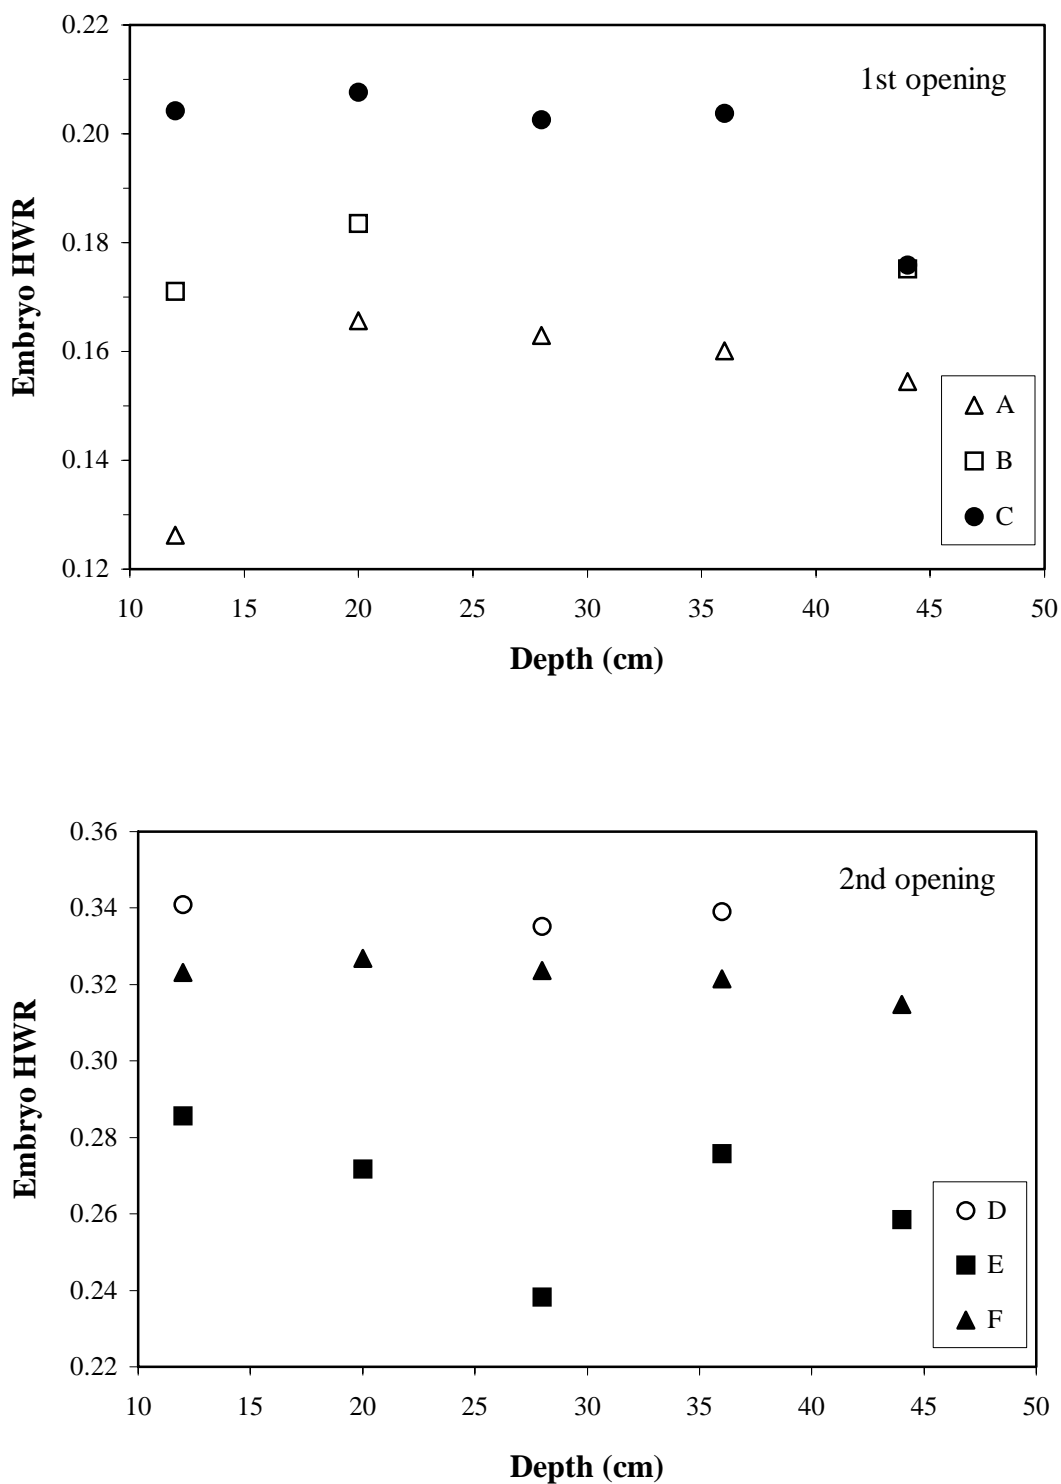 0.22
1st opening
0.20
0.18
0.16
0.14
0.12
Embryo HWR
A
B
C
10 15 20 25 30 35 40 45 50
Depth (cm)
0.36
2nd opening
0.34
0.32
0.30
0.28
0.26
0.24
0.22
Embryo HWR
D
E
F
10 15 20 25 30 35 40 45 50
Depth (cm)